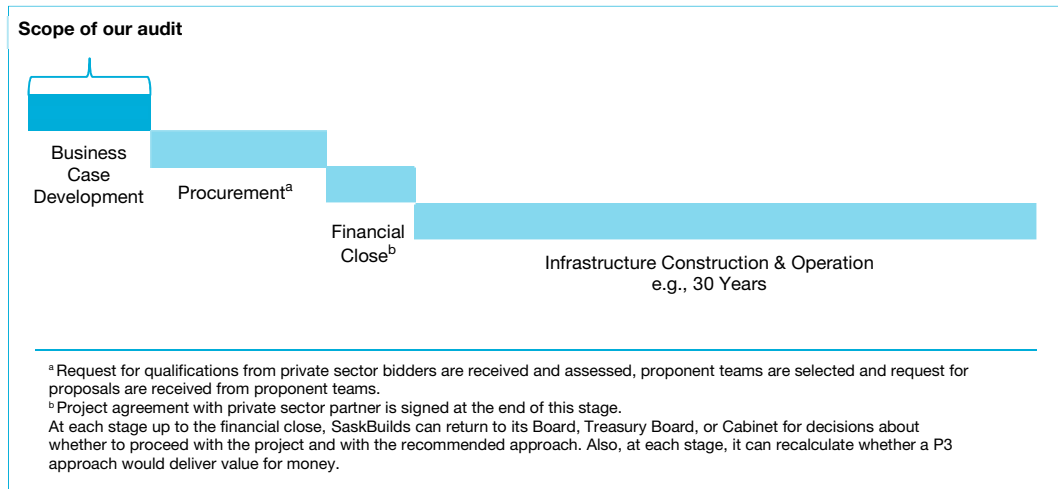 Scope of our audit
Business
Case
Development
Procurementᵃ
Financial
Closeᵇ
Infrastructure Construction & Operation
e.g., 30 Years
ᵃ Request for qualifications from private sector bidders are received and assessed, proponent teams are selected and request for
proposals are received from proponent teams.
ᵇ Project agreement with private sector partner is signed at the end of this stage.
At each stage up to the financial close, SaskBuilds can return to its Board, Treasury Board, or Cabinet for decisions about
whether to proceed with the project and with the recommended approach. Also, at each stage, it can recalculate whether a P3
approach would deliver value for money.